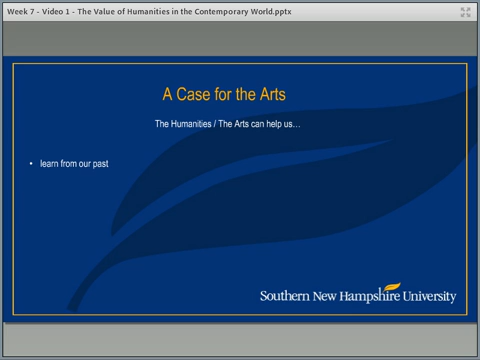 Week 7 - Video 1 - The Value of Humanities in the Contemporary World.pptx
A Case for the Arts
The Humanities / The Arts can help us...
• learn from our past
Southern New Hampshire University